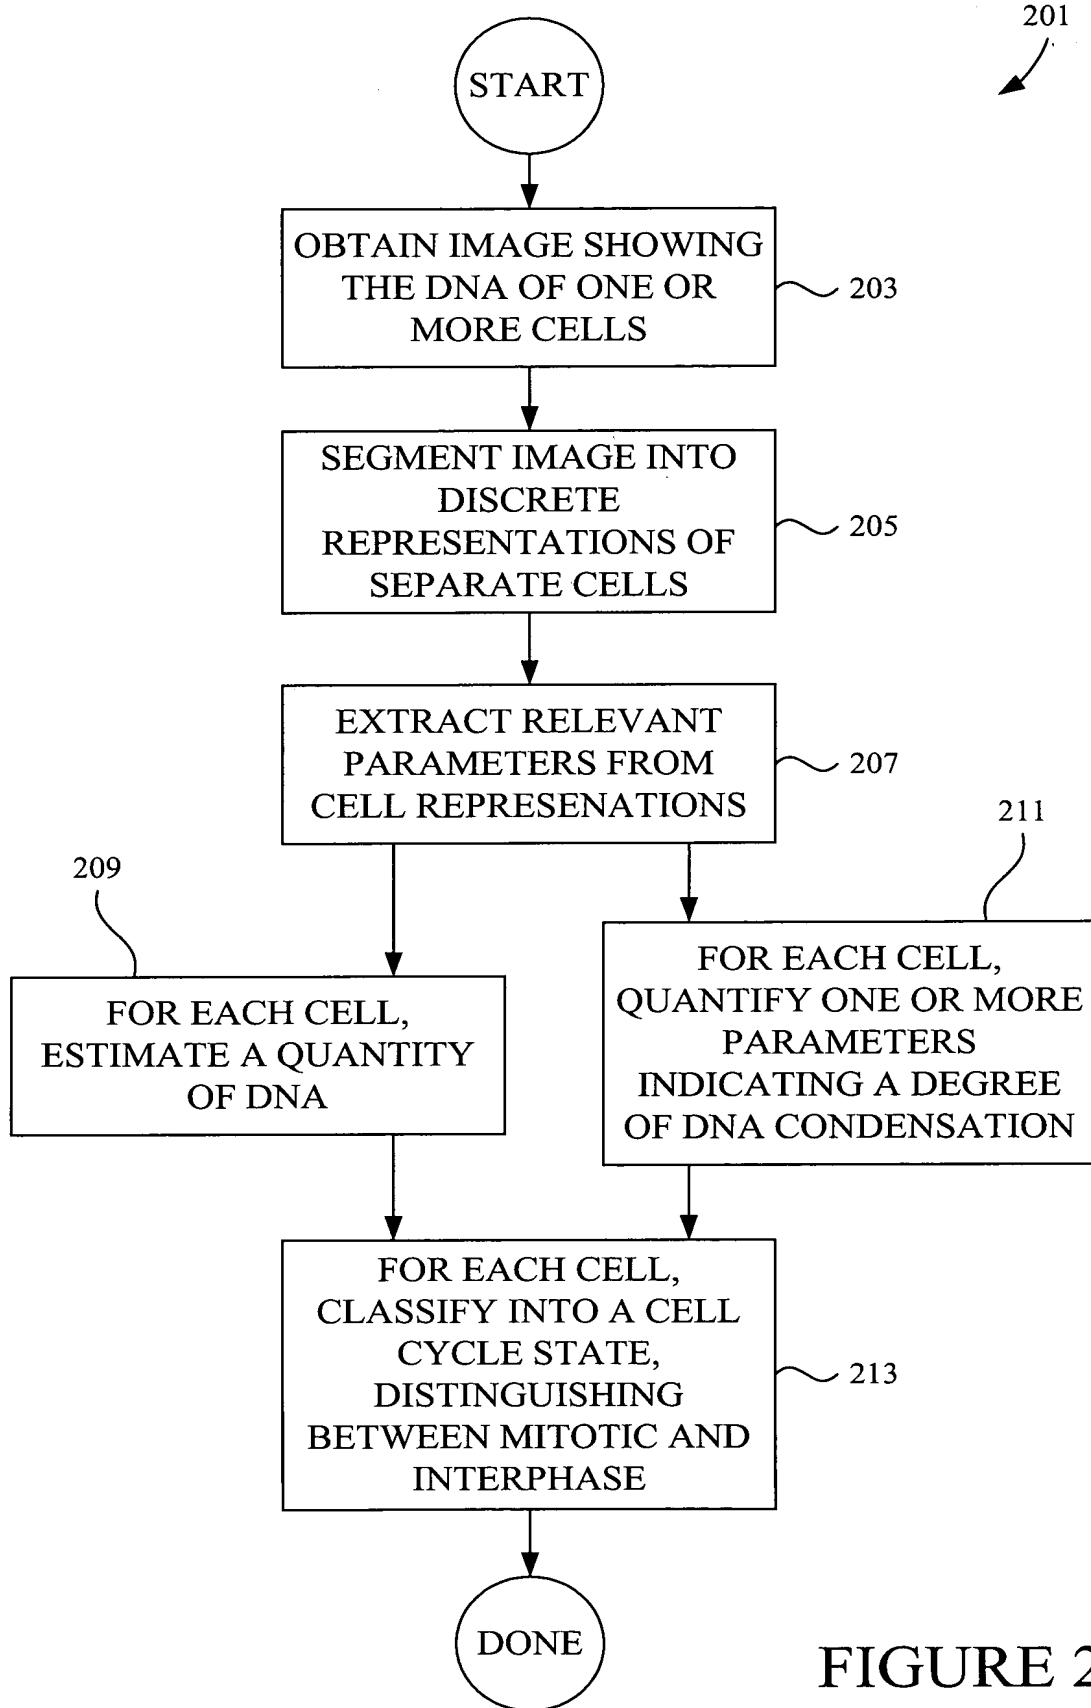 201
START
OBTAIN IMAGE SHOWING
THE DNA OF ONE OR
MORE CELLS
203
SEGMENT IMAGE INTO
DISCRETE
REPRESENTATIONS OF
SEPARATE CELLS
205
EXTRACT RELEVANT
PARAMETERS FROM
CELL REPRESENATIONS
207
209
FOR EACH CELL,
ESTIMATE A QUANTITY
OF DNA
211
FOR EACH CELL,
QUANTIFY ONE OR MORE
PARAMETERS
INDICATING A DEGREE
OF DNA CONDENSATION
FOR EACH CELL,
CLASSIFY INTO A CELL
CYCLE STATE,
DISTINGUISHING
BETWEEN MITOTIC AND
INTERPHASE
213
DONE
FIGURE 2